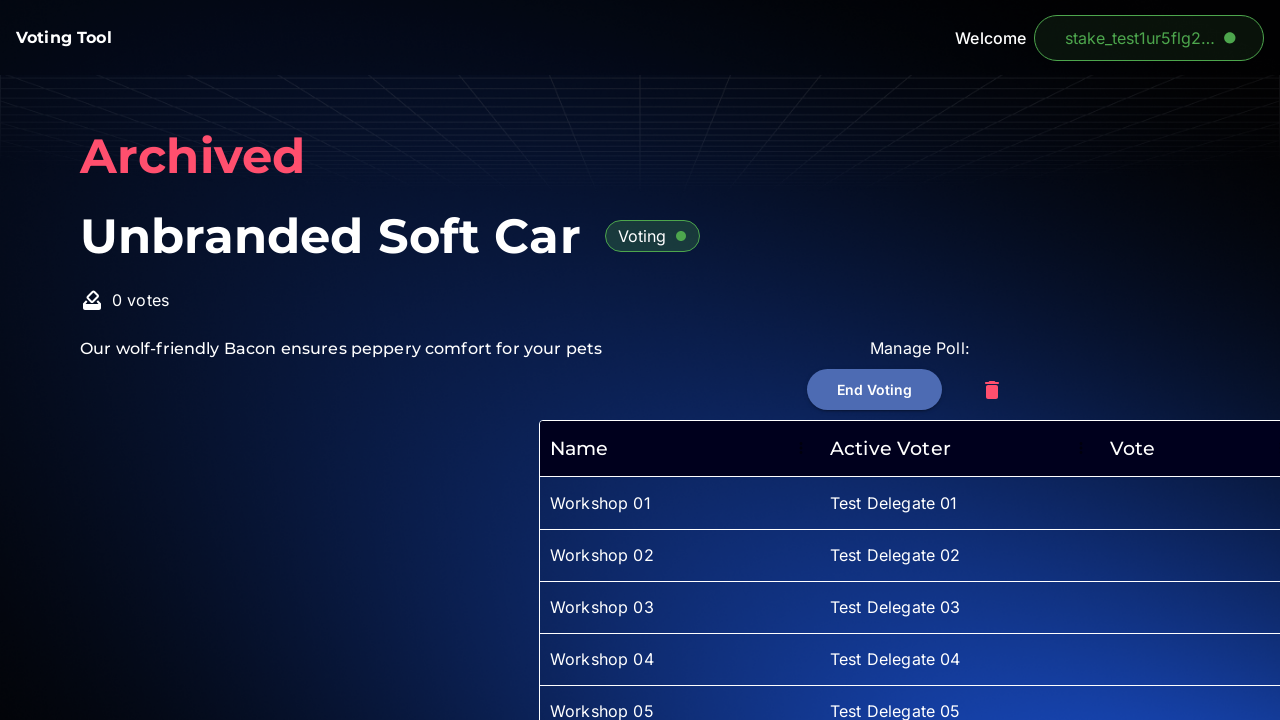 Voting Tool
Welcome
stake_test1ur5flg2...
Archived
Unbranded Soft Car
Voting
0 votes
Our wolf-friendly Bacon ensures peppery comfort for your pets
Manage Poll:
End Voting
Name Active Voter Vote
Workshop 01 Test Delegate 01
Workshop 02 Test Delegate 02
Workshop 03 Test Delegate 03
Workshop 04 Test Delegate 04
Workshop 05 Test Delegate 05